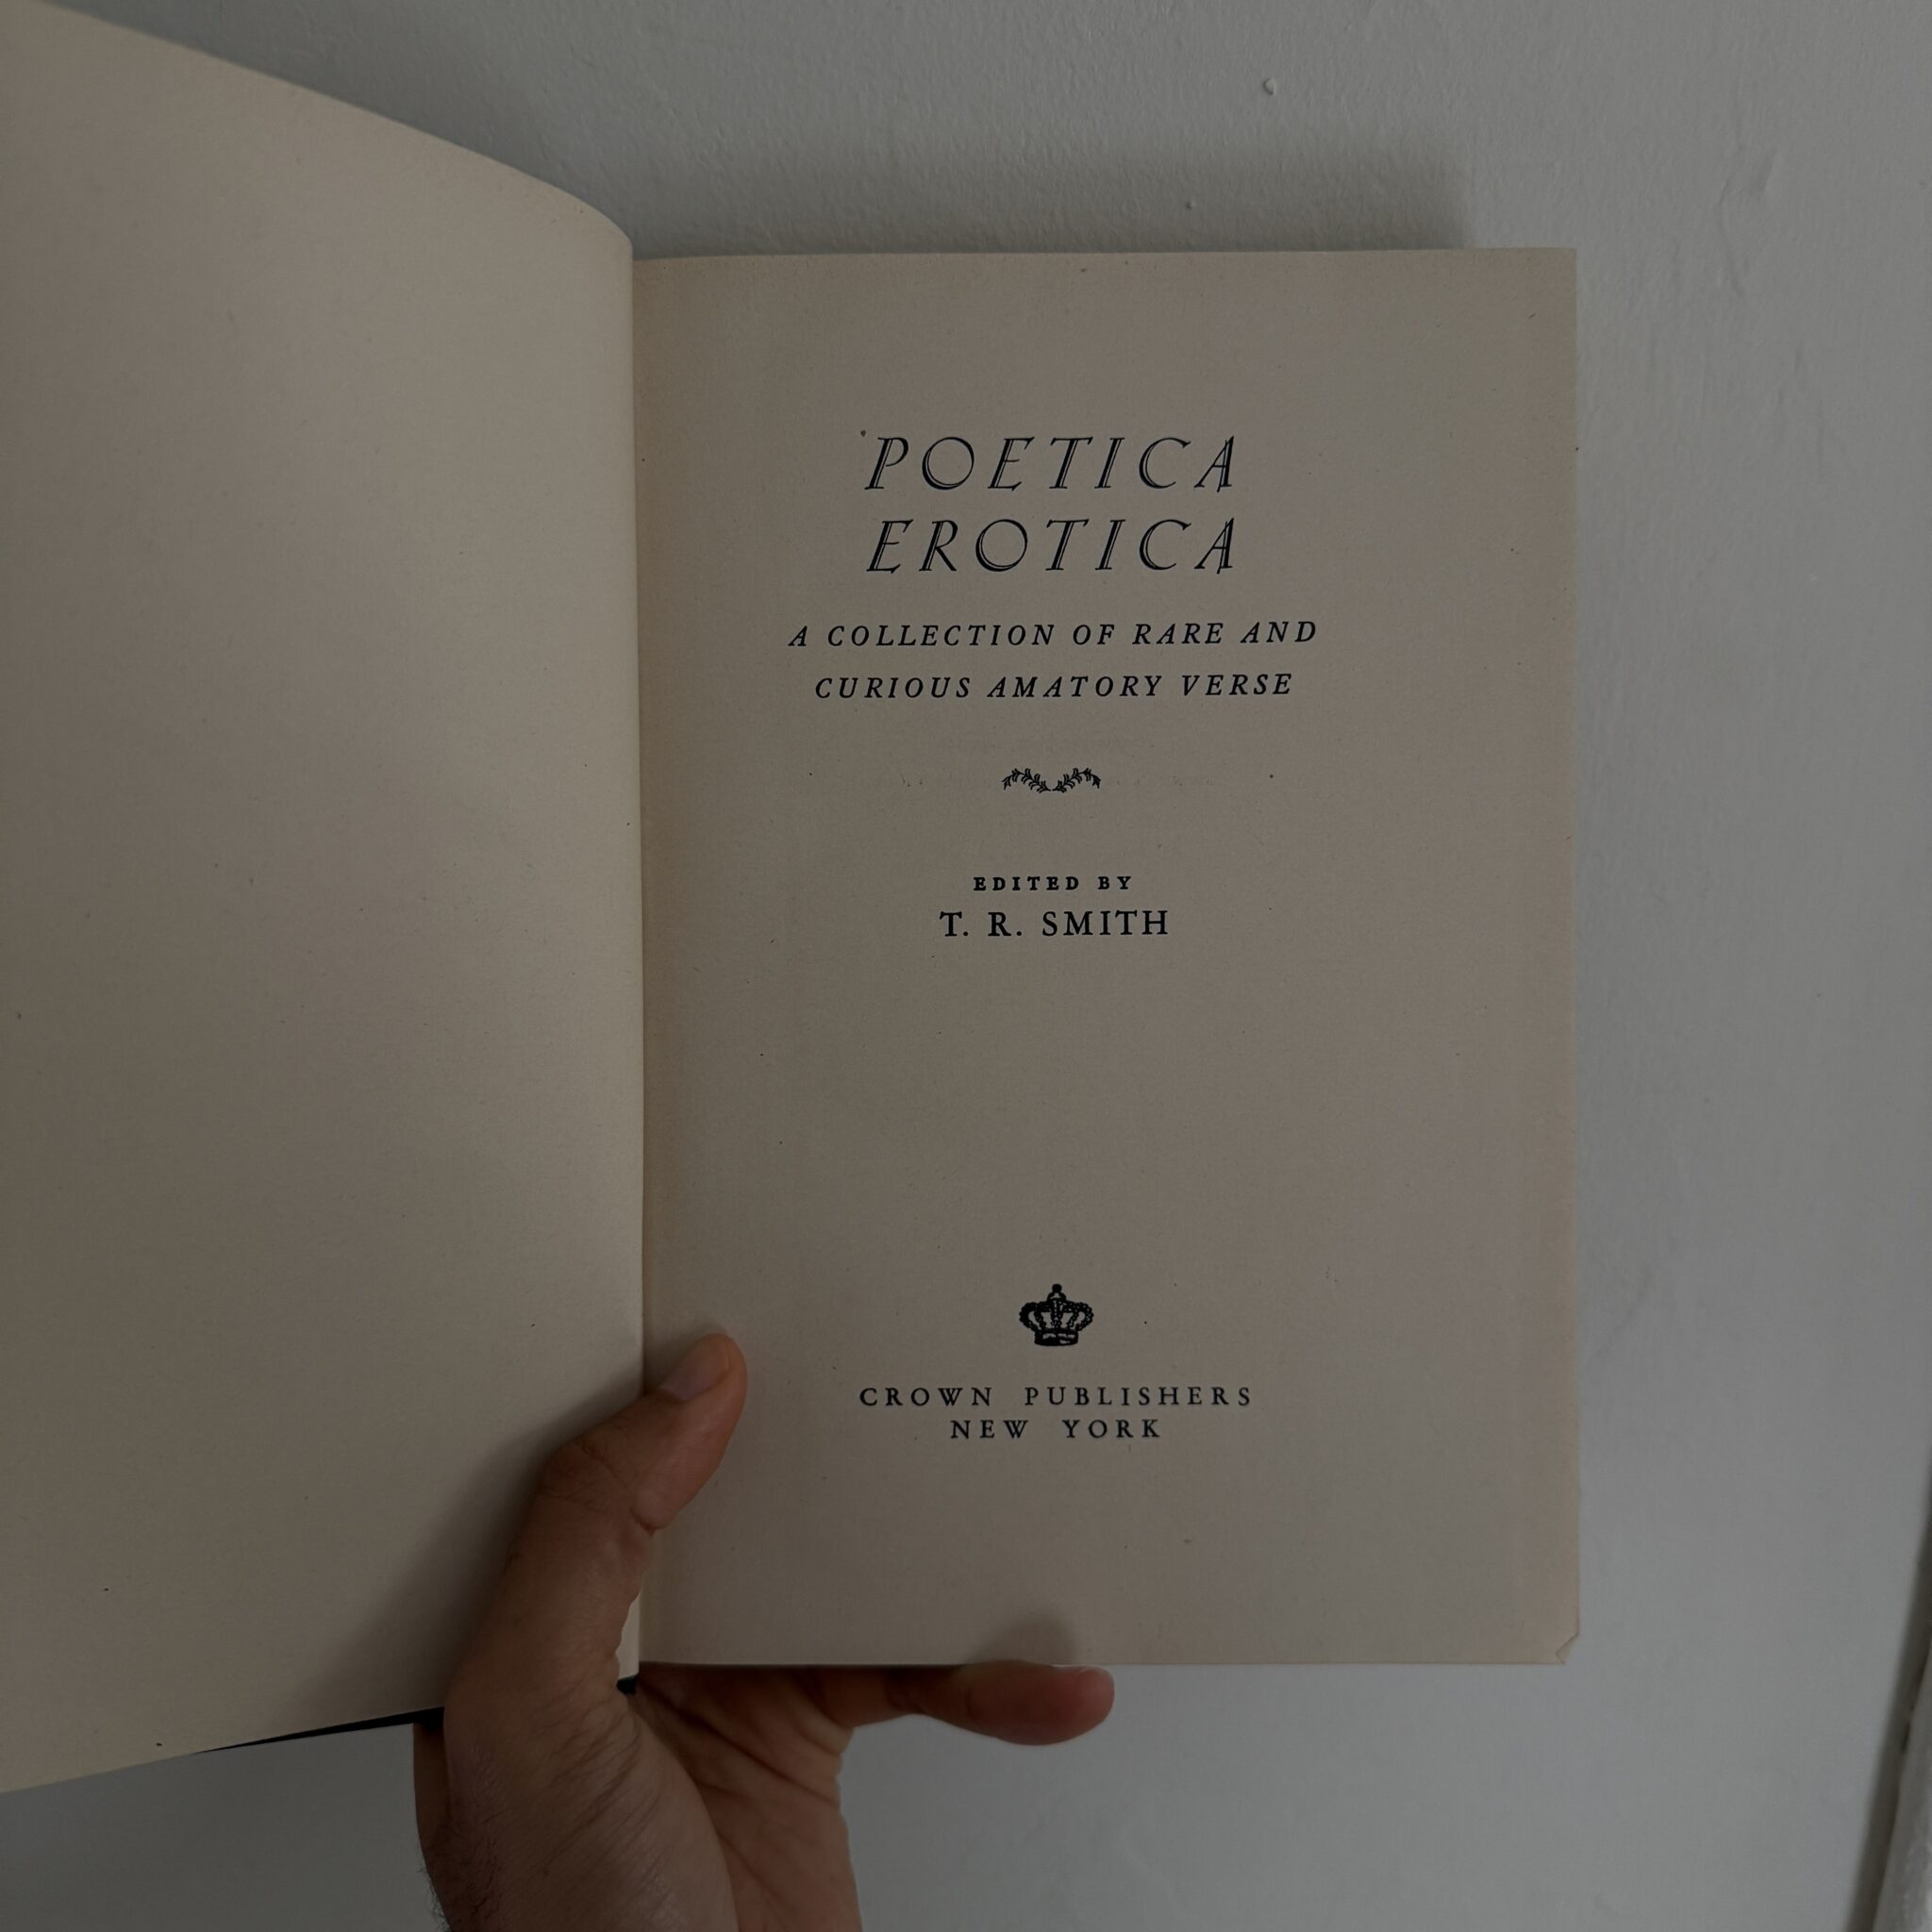 POETICA
EROTICA
A COLLECTION OF RARE AND
CURIOUS AMATORY VERSE
EDITED BY
T. R. SMITH
CROWN PUBLISHERS
NEW YORK